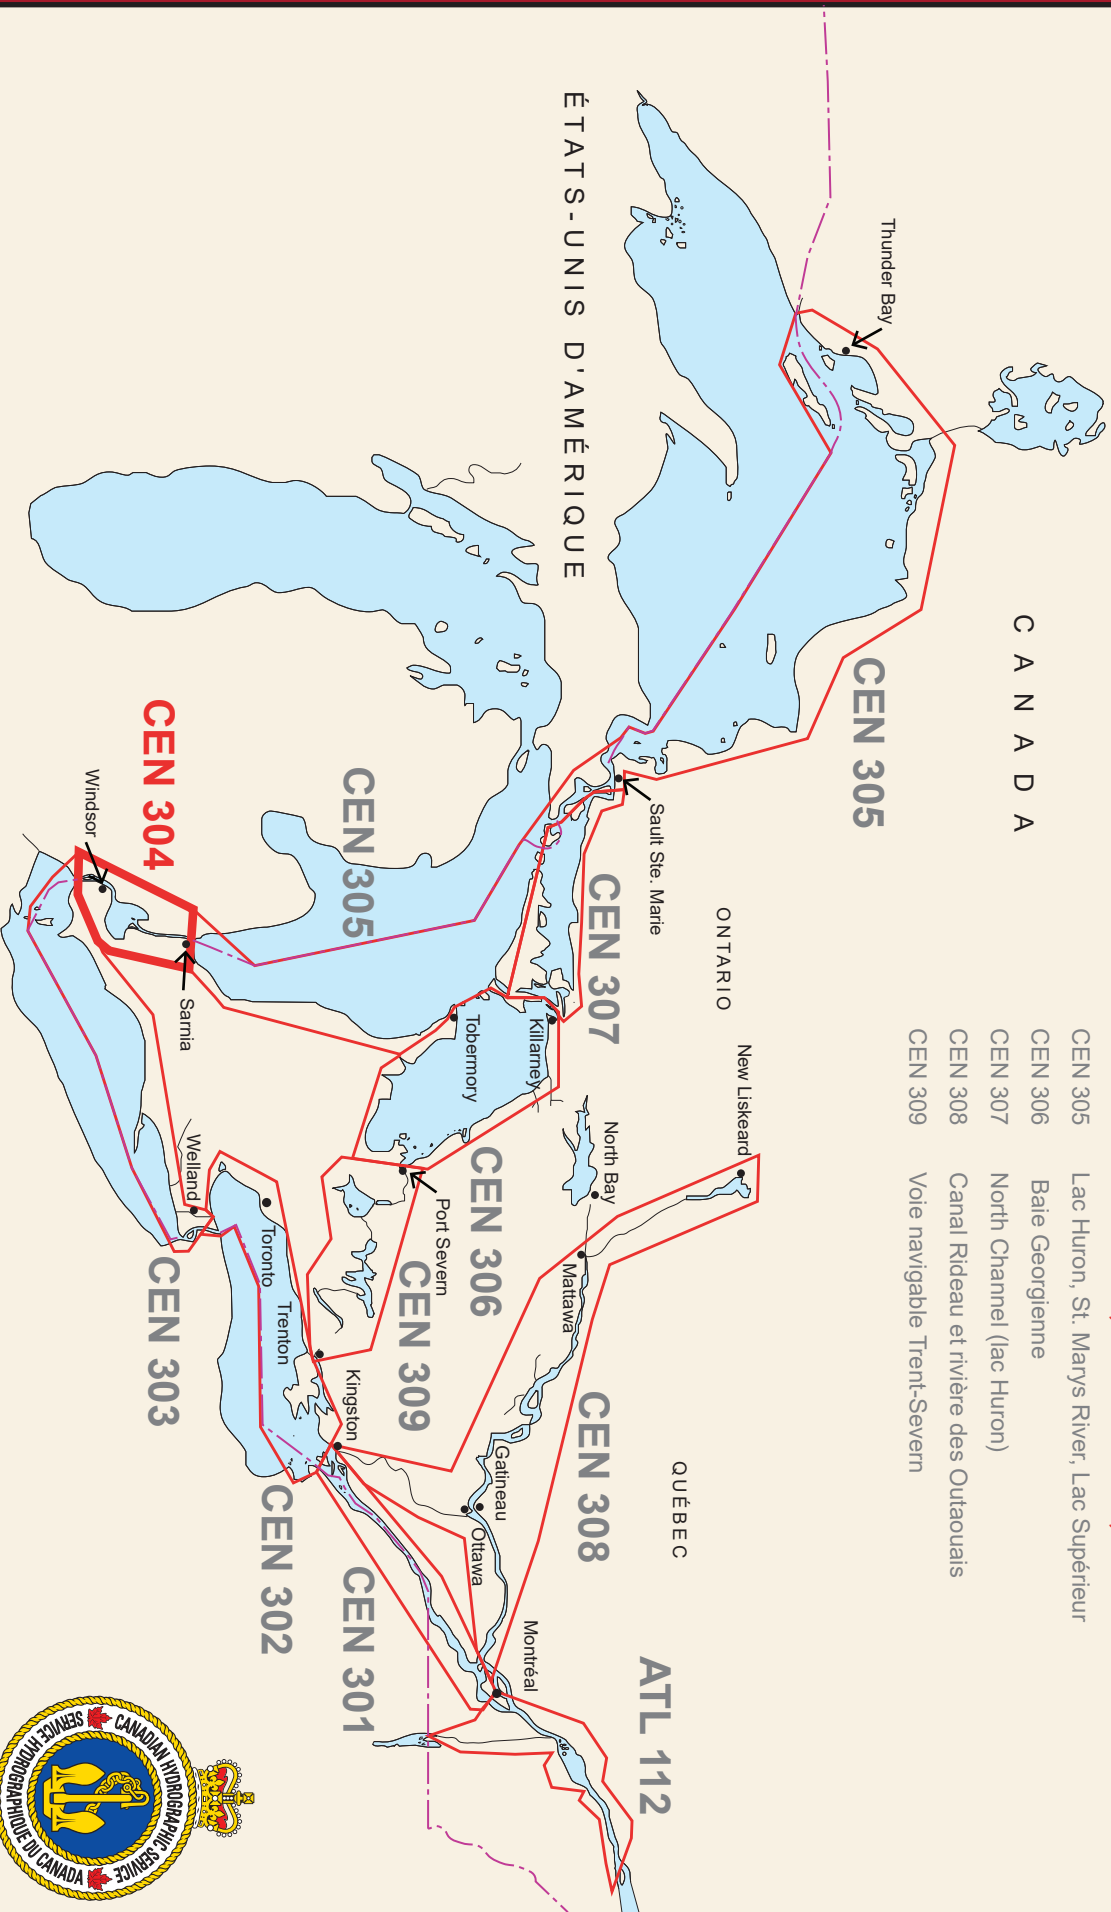 CEN 305 Lac Huron, St. Marys River, Lac Supérieur
CEN 306 Baie Georgienne
CEN 307 North Channel (lac Huron)
CEN 308 Canal Rideau et rivière des Outaouais
CEN 309 Voie navigable Trent-Severn
CANADA
Thunder Bay
CEN 305
ÉTATS-UNIS D'AMÉRIQUE
Sault Ste. Marie
ONTARIO
New Liskeard
CEN 307
North Bay
Killarney
Mattawa
QUÉBEC
CEN 308
Tobermory
CEN 306
Port Severn
CEN 309
Gatineau
Ottawa
Montréal
ATL 112
CEN 305
Kingston
CEN 301
Trenton
Toronto
CEN 302
Sarnia
Welland
CEN 303
CEN 304
Windsor
CANADIAN HYDROGRAPHIC SERVICE
SERVICE HYDROGRAPHIQUE DU CANADA